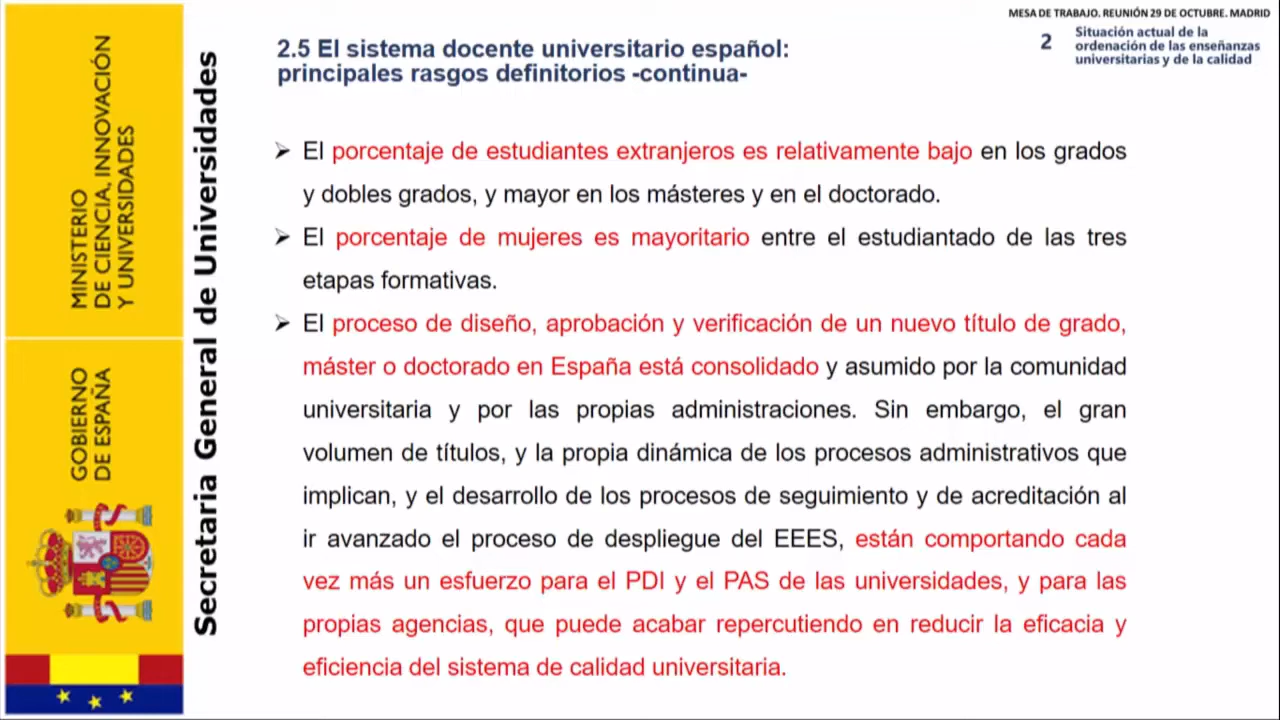 MESA DE TRABAJO. REUNIÓN 29 DE OCTUBRE. MADRID
2
Situación actual de la
ordenación de las enseñanzas
universitarias y de la calidad
MINISTERIO
DE CIENCIA, INNOVACIÓN
Y UNIVERSIDADES
GOBIERNO
DE ESPAÑA
Secretaria General de Universidades
2.5 El sistema docente universitario español:
principales rasgos definitorios -continua-
➢ El porcentaje de estudiantes extranjeros es relativamente bajo en los grados
y dobles grados, y mayor en los másteres y en el doctorado.
➢ El porcentaje de mujeres es mayoritario entre el estudiantado de las tres
etapas formativas.
➢ El proceso de diseño, aprobación y verificación de un nuevo título de grado,
máster o doctorado en España está consolidado y asumido por la comunidad
universitaria y por las propias administraciones. Sin embargo, el gran
volumen de títulos, y la propia dinámica de los procesos administrativos que
implican, y el desarrollo de los procesos de seguimiento y de acreditación al
ir avanzado el proceso de despliegue del EEES, están comportando cada
vez más un esfuerzo para el PDI y el PAS de las universidades, y para las
propias agencias, que puede acabar repercutiendo en reducir la eficacia y
eficiencia del sistema de calidad universitaria.